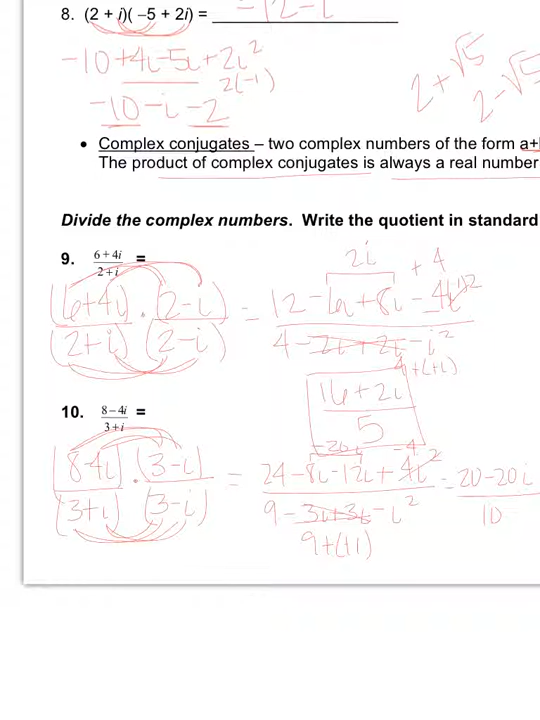 8. (2 + i)( −5 + 2i) = -12-i
-10+4i-5i+2i²
2(-1)
-10 - i - 2
2+√5
2-√5
• Complex conjugates – two complex numbers of the form a+
The product of complex conjugates is always a real number
Divide the complex numbers. Write the quotient in standard
9. (6 + 4i)/(2 + i) =
2i + 4
(6+4i)/(2+i) · (2-i)/(2-i) = (12-6i+8i-4i²)/(4-2i+2i-i²)
4+(+1)
(16+2i)/5
10. (8 – 4i)/(3 + i) =
-20i -4
(8-4i)/(3+i) · (3-i)/(3-i) = (24-8i-12i+4i²)/(9-3i+3i-i²) = (20-20i)/10
9+(+1)